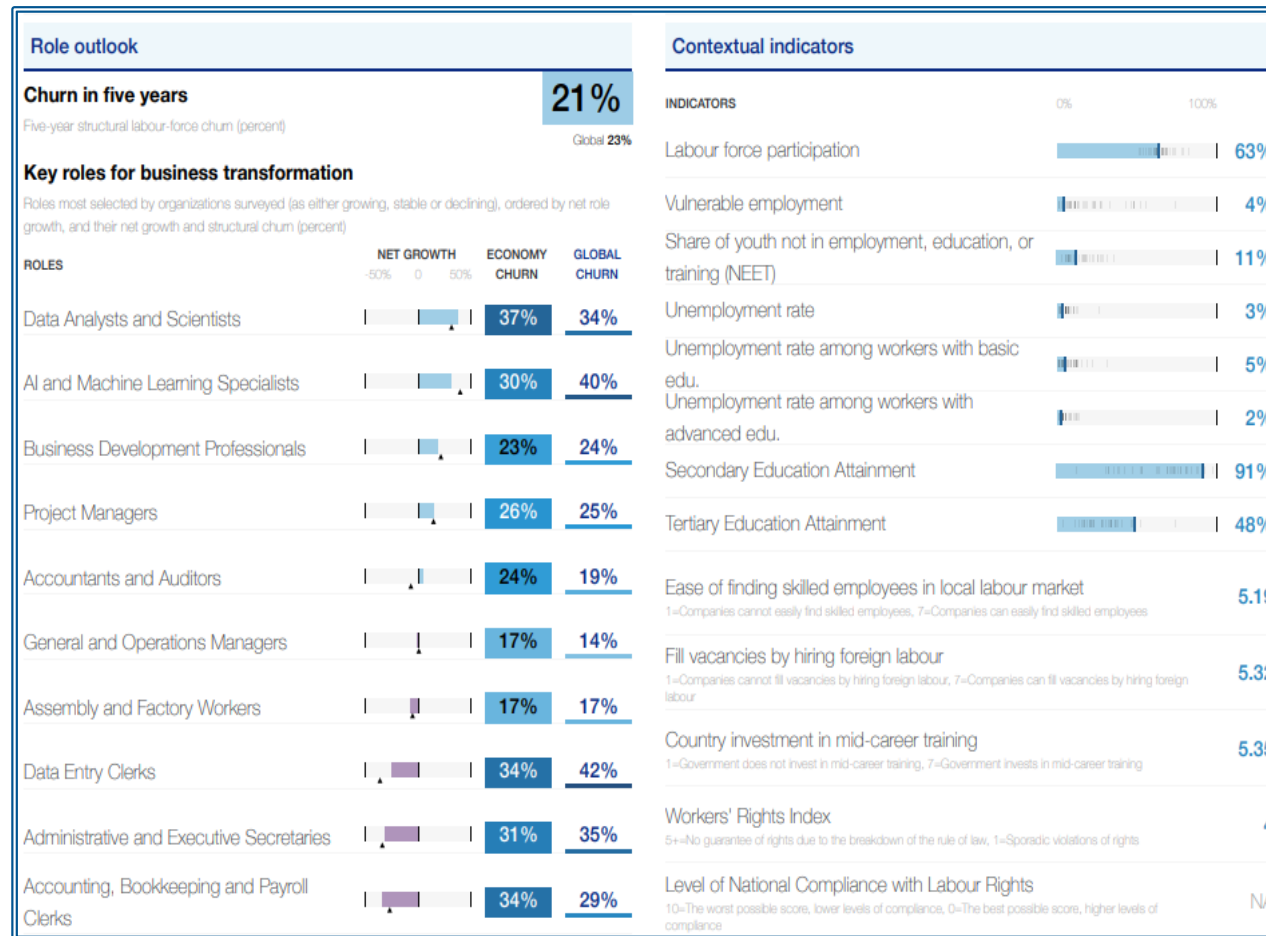 Role outlook
Churn in five years
Five-year structural labour-force churn (percent)
21%
Global 23%
Key roles for business transformation
Roles most selected by organizations surveyed (as either growing, stable or declining), ordered by net role
growth, and their net growth and structural churn (percent)
ROLES
NET GROWTH
-50% 0 50%
ECONOMY
CHURN
GLOBAL
CHURN
Data Analysts and Scientists 37% 34%
AI and Machine Learning Specialists 30% 40%
Business Development Professionals 23% 24%
Project Managers 26% 25%
Accountants and Auditors 24% 19%
General and Operations Managers 17% 14%
Assembly and Factory Workers 17% 17%
Data Entry Clerks 34% 42%
Administrative and Executive Secretaries 31% 35%
Accounting, Bookkeeping and Payroll
Clerks 34% 29%
Contextual indicators
INDICATORS 0% 100%
Labour force participation 63%
Vulnerable employment 4%
Share of youth not in employment, education, or
training (NEET) 11%
Unemployment rate 3%
Unemployment rate among workers with basic
edu. 5%
Unemployment rate among workers with
advanced edu. 2%
Secondary Education Attainment 91%
Tertiary Education Attainment 48%
Ease of finding skilled employees in local labour market
1=Companies cannot easily find skilled employees, 7=Companies can easily find skilled employees
5.19
Fill vacancies by hiring foreign labour
1=Companies cannot fill vacancies by hiring foreign labour, 7=Companies can fill vacancies by hiring foreign
labour
5.32
Country investment in mid-career training
1=Government does not invest in mid-career training, 7=Government invests in mid-career training
5.35
Workers' Rights Index
5+=No guarantee of rights due to the breakdown of the rule of law, 1=Sporadic violations of rights
Level of National Compliance with Labour Rights
10=The worst possible score, lower levels of compliance, 0=The best possible score, higher levels of
compliance